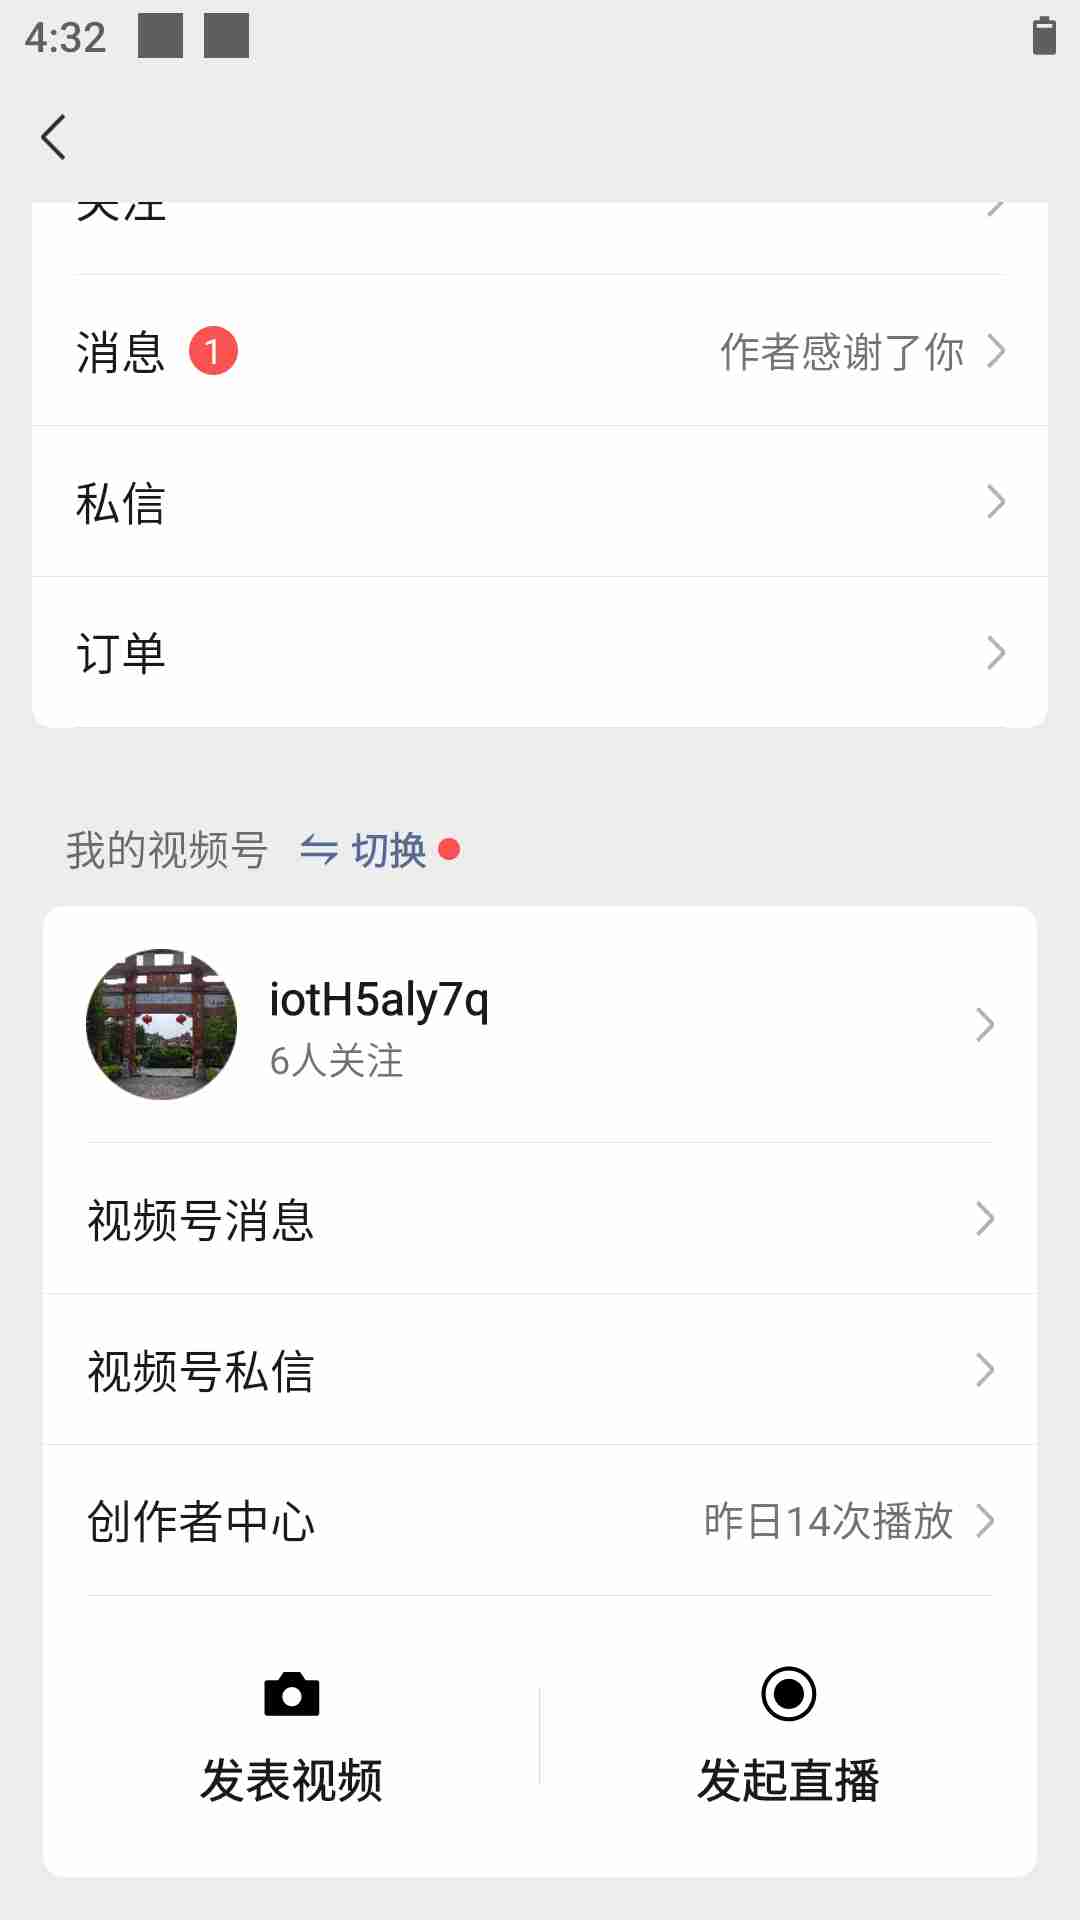 4:32
关注
消息 1 作者感谢了你
私信
订单
我的视频号 切换
iotH5aly7q
6人关注
视频号消息
视频号私信
创作者中心 昨日14次播放
发表视频 发起直播